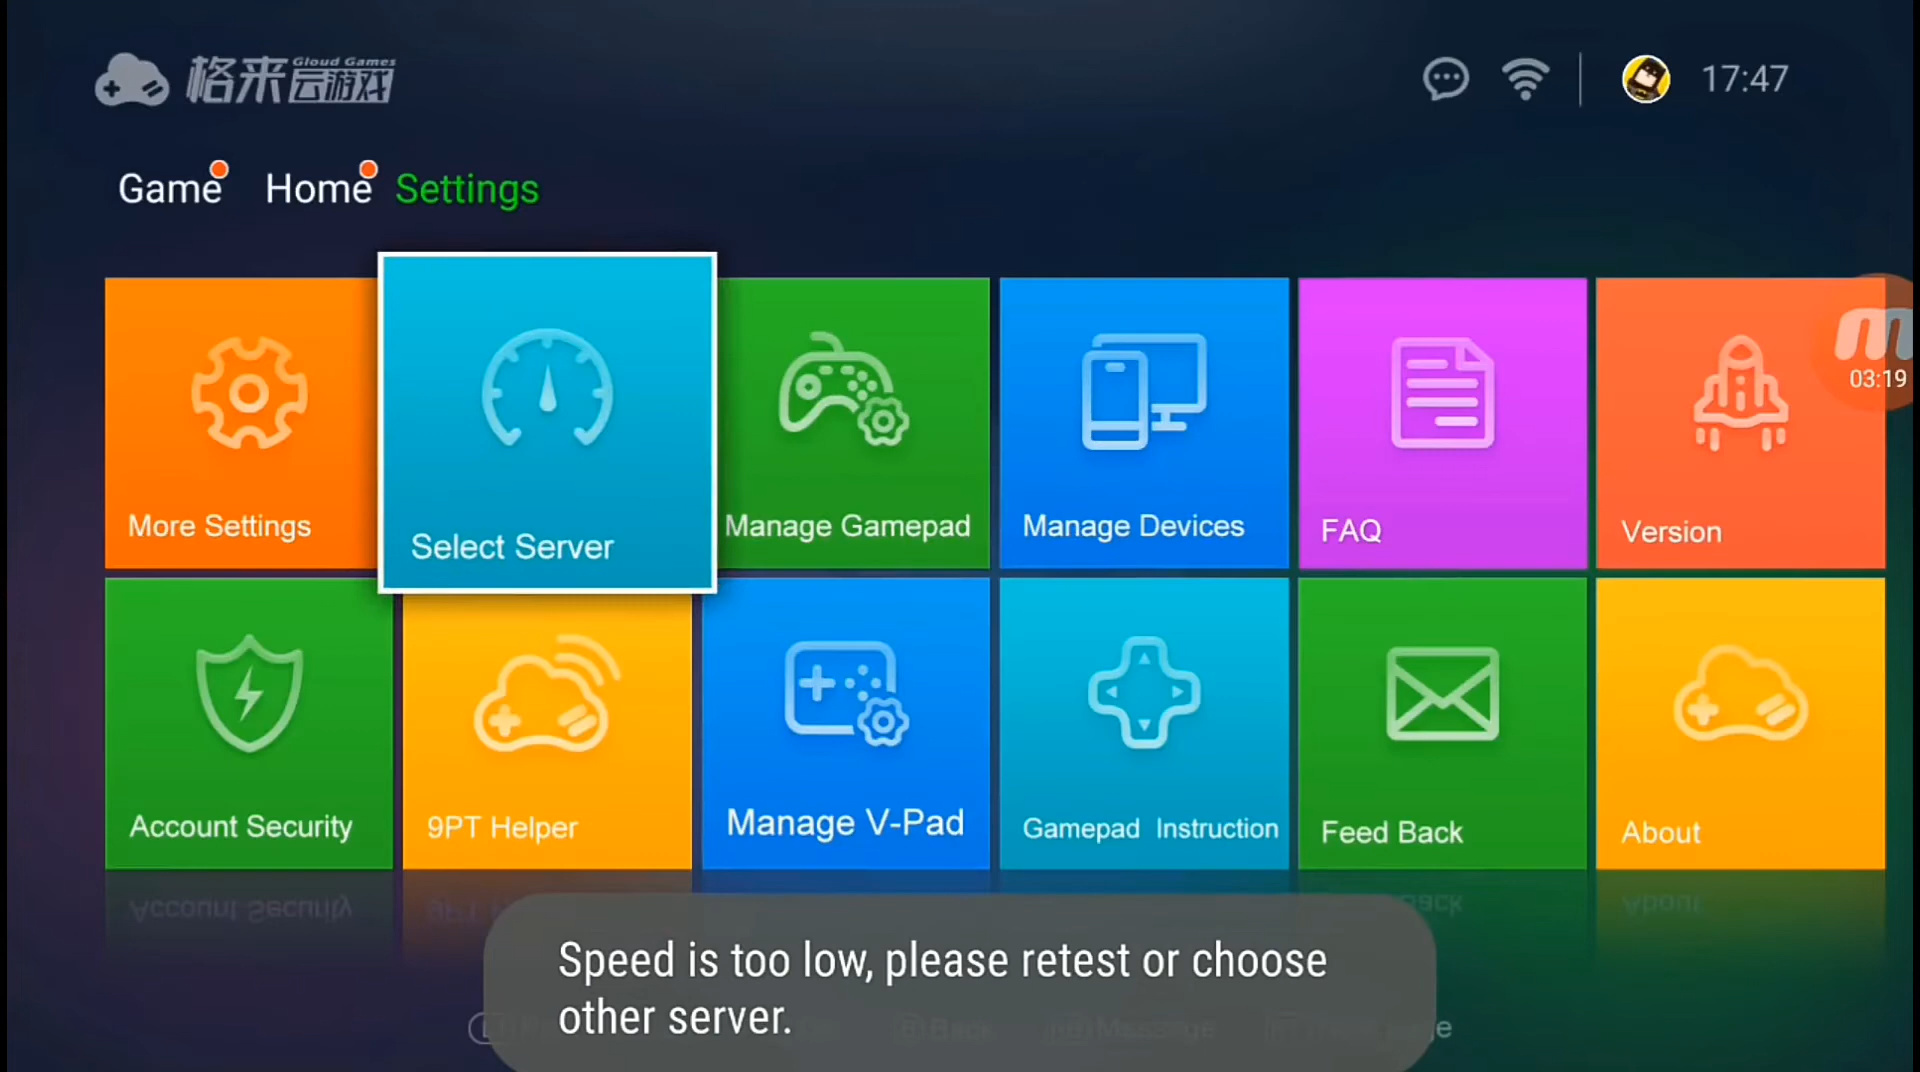 格来云游戏
Gloud Games
17:47
Game
Home
Settings
More Settings
Select Server
Manage Gamepad
Manage Devices
FAQ
Version
03:19
Account Security
9PT Helper
Manage V-Pad
Gamepad Instruction
Feed Back
About
Speed is too low, please retest or choose
other server.